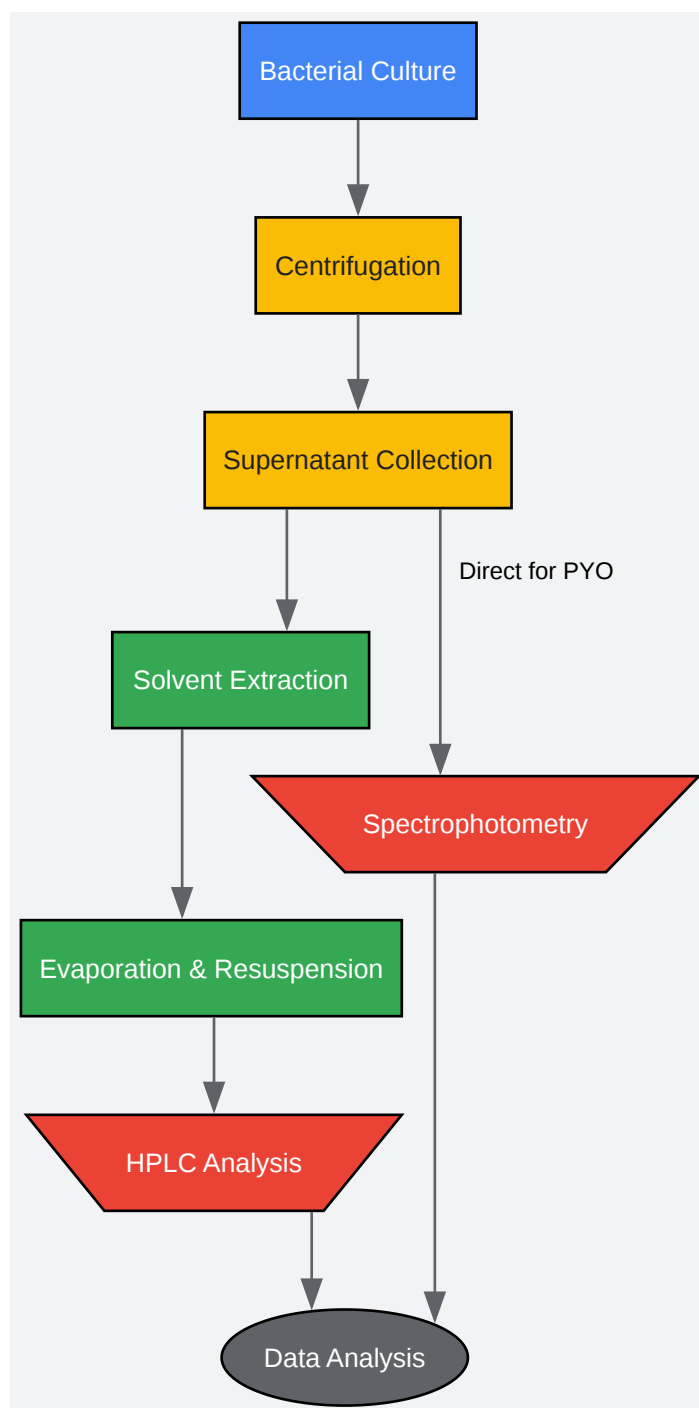 Bacterial Culture
Centrifugation
Supernatant Collection
Direct for PYO
Solvent Extraction
Spectrophotometry
Evaporation & Resuspension
HPLC Analysis
Data Analysis